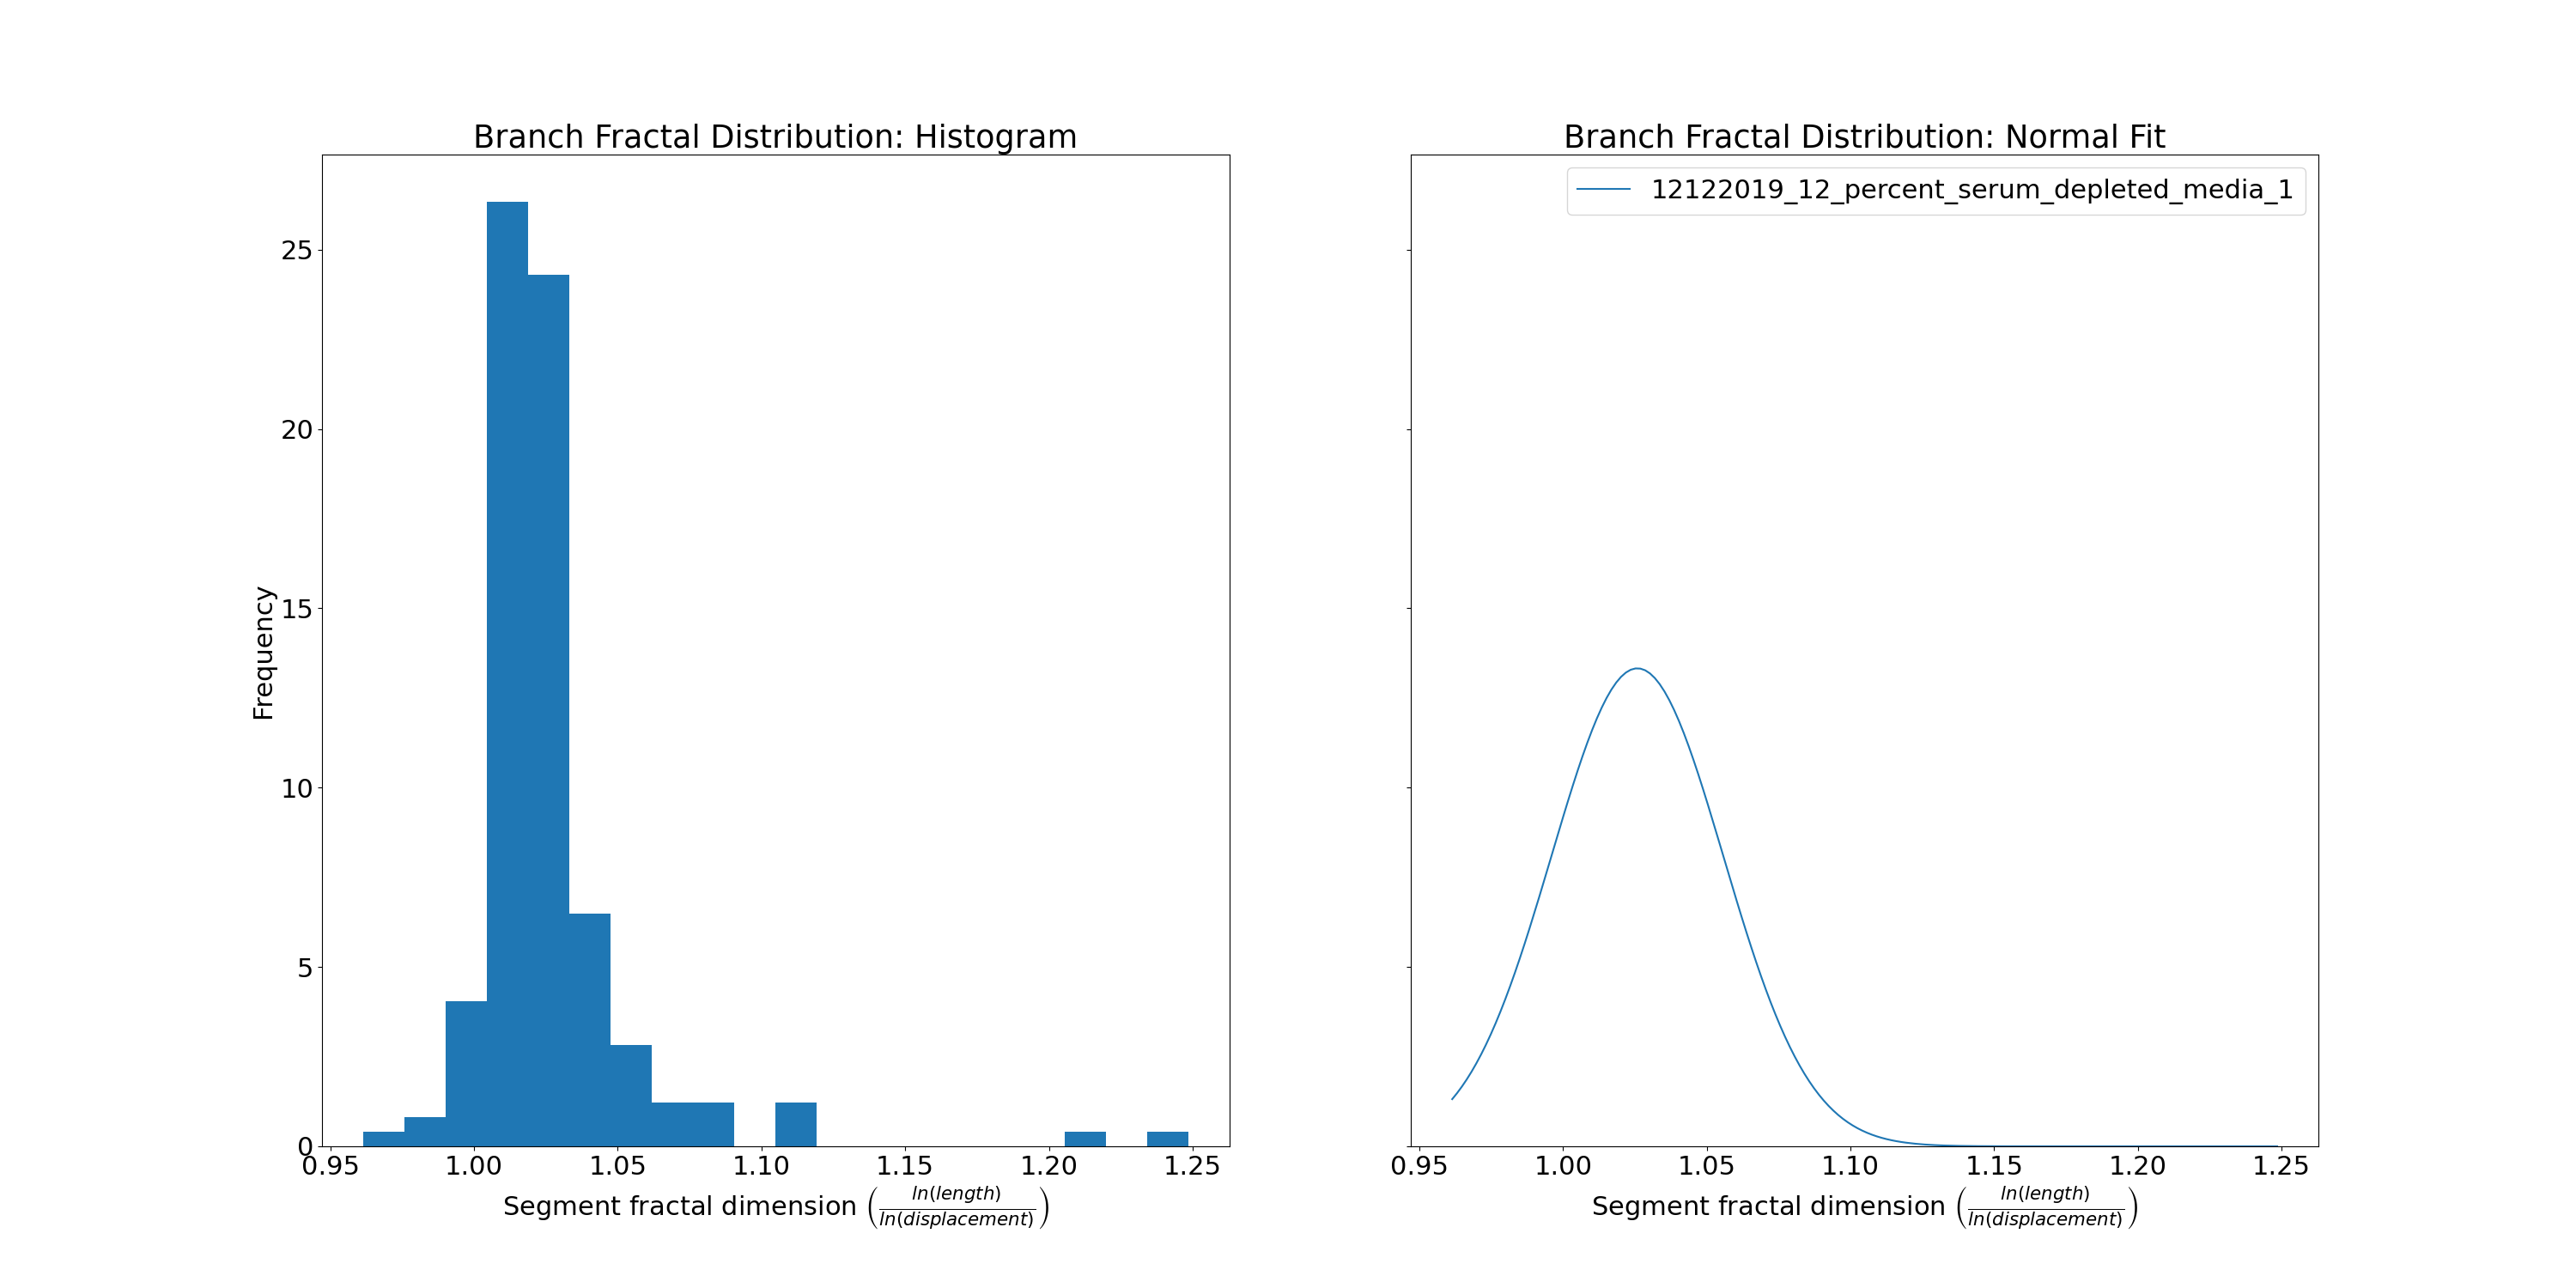 Branch Fractal Distribution: Histogram
25
20
15
10
5
0
Frequency
0.95 1.00 1.05 1.10 1.15 1.20 1.25
Segment fractal dimension (ln(length)/ln(displacement))
Branch Fractal Distribution: Normal Fit
12122019_12_percent_serum_depleted_media_1
0.95 1.00 1.05 1.10 1.15 1.20 1.25
Segment fractal dimension (ln(length)/ln(displacement))